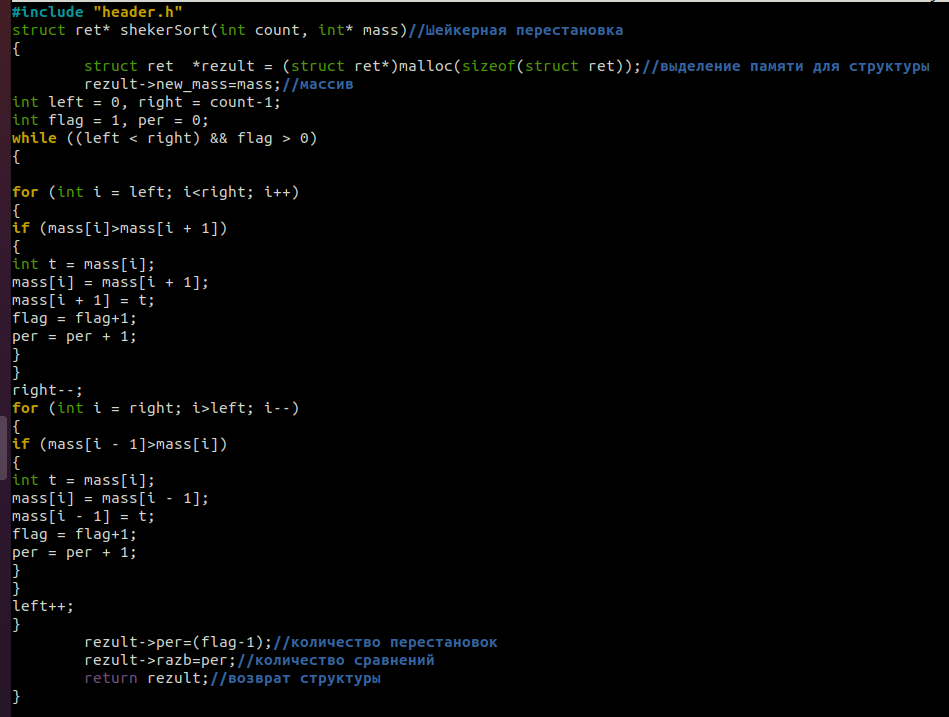 #include "header.h"
struct ret* shekerSort(int count, int* mass)//Шейкерная перестановка
{
        struct ret  *rezult = (struct ret*)malloc(sizeof(struct ret));//выделение памяти для структуры
        rezult->new_mass=mass;//массив
int left = 0, right = count-1;
int flag = 1, per = 0;
while ((left < right) && flag > 0)
{

for (int i = left; i<right; i++)
{
if (mass[i]>mass[i + 1])
{
int t = mass[i];
mass[i] = mass[i + 1];
mass[i + 1] = t;
flag = flag+1;
per = per + 1;
}
}
right--;
for (int i = right; i>left; i--)
{
if (mass[i - 1]>mass[i])
{
int t = mass[i];
mass[i] = mass[i - 1];
mass[i - 1] = t;
flag = flag+1;
per = per + 1;
}
}
left++;
}
        rezult->per=(flag-1);//количество перестановок
        rezult->razb=per;//количество сравнений
        return rezult;//возврат структуры
}